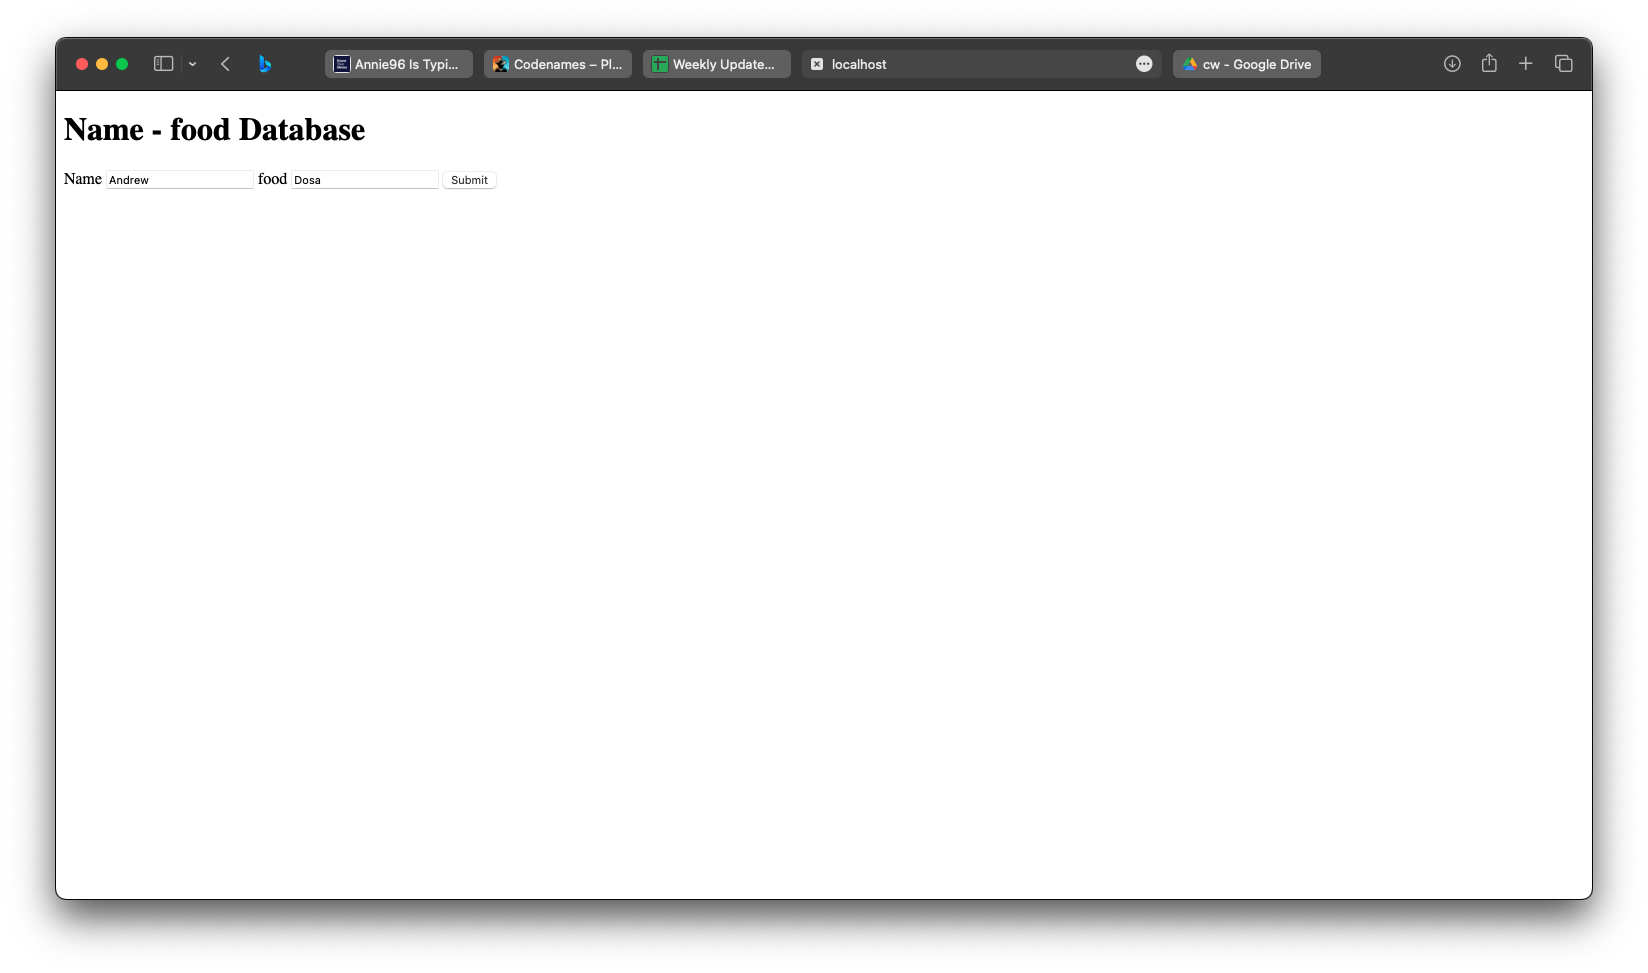 Annie96 Is Typi... Codenames – Pl... Weekly Update... localhost cw - Google Drive
Name - food Database
Name Andrew food Dosa Submit